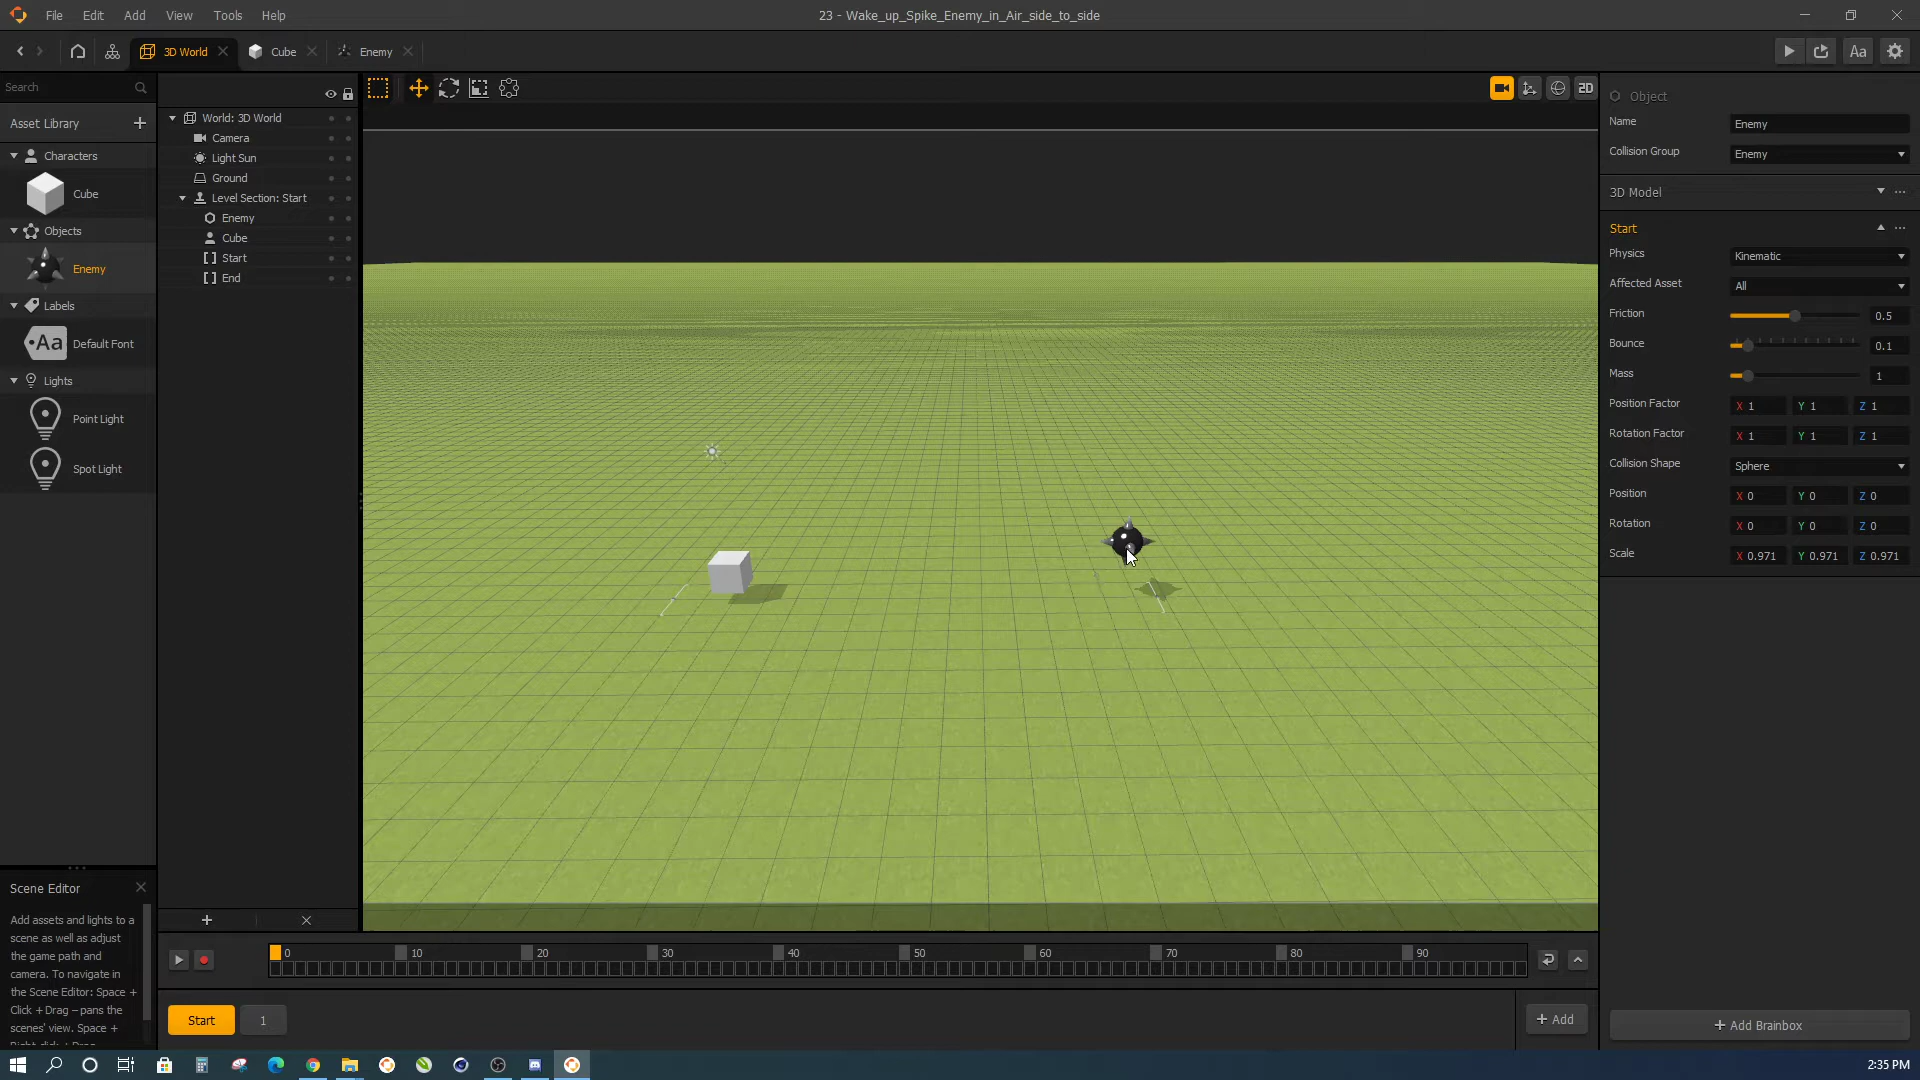 File Edit View Tools Help
Add
23 - Wake_up_Spike_Enemy_in_Air_side_to_side
3D World
Cube
Enemy
Aa
Search
Asset Library
Characters
Cube
Objects
Enemy
Labels
Aa
Default Font
Lights
Point Light
Spot Light
World: 3D World
Camera
Light Sun
Ground
Level Section: Start
Enemy
Cube
Start
End
2D
Object
Name
Enemy
Collision Group
Enemy
3D Model
Start
Physics
Kinematic
Affected Asset
All
Friction
0.5
Bounce
0.1
Mass
1
Position Factor
X 1 Y 1 Z 1
Rotation Factor
X 1 Y 1 Z 1
Collision Shape
Sphere
Position
X 0 Y 0 Z 0
Rotation
X 0 Y 0 Z 0
Scale
X 0.971 Y 0.971 Z 0.971
Add Brainbox
Scene Editor
Add assets and lights to a
scene as well as adjust
the game path and
camera. To navigate in
the Scene Editor: Space +
Click + Drag – pans the
scenes' view. Space +
Right click + Drag
0 10 20 30 40 50 60 70 80 90
Start
1
Add
2:35 PM